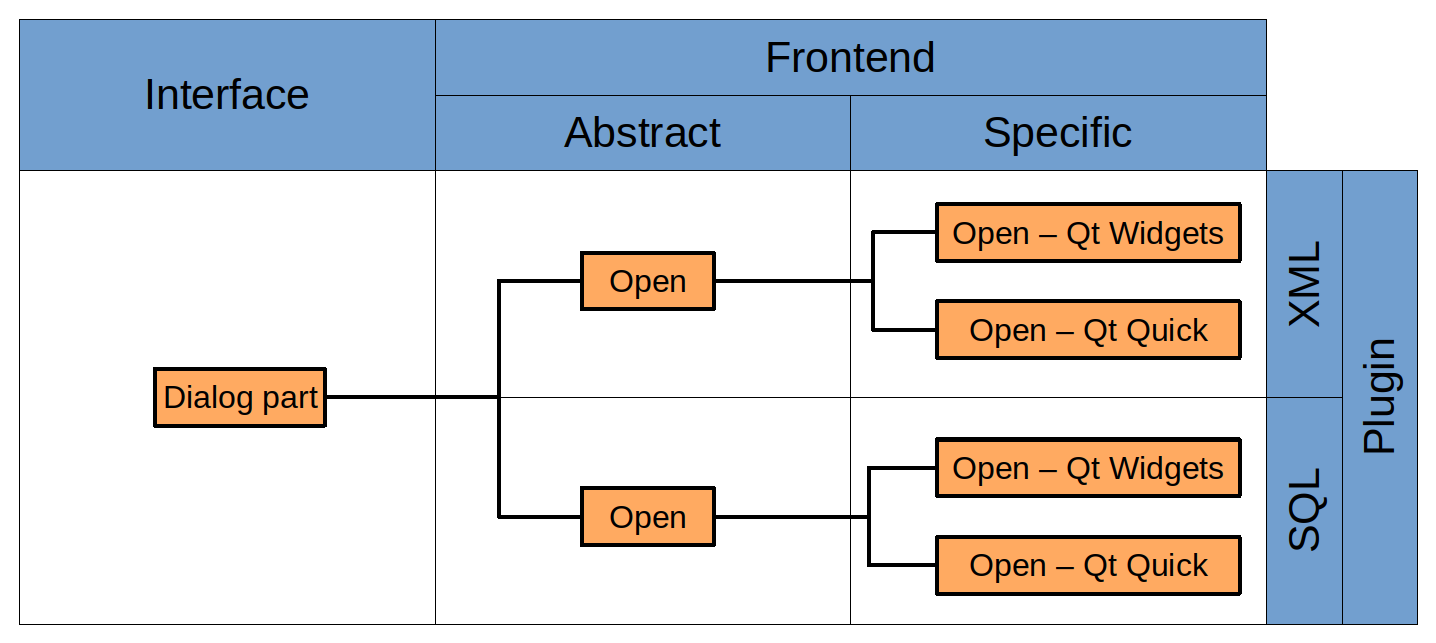 Interface
Frontend
Abstract
Specific
Open – Qt Widgets
Open
Open – Qt Quick
XML
Dialog part
Plugin
Open – Qt Widgets
Open
Open – Qt Quick
SQL